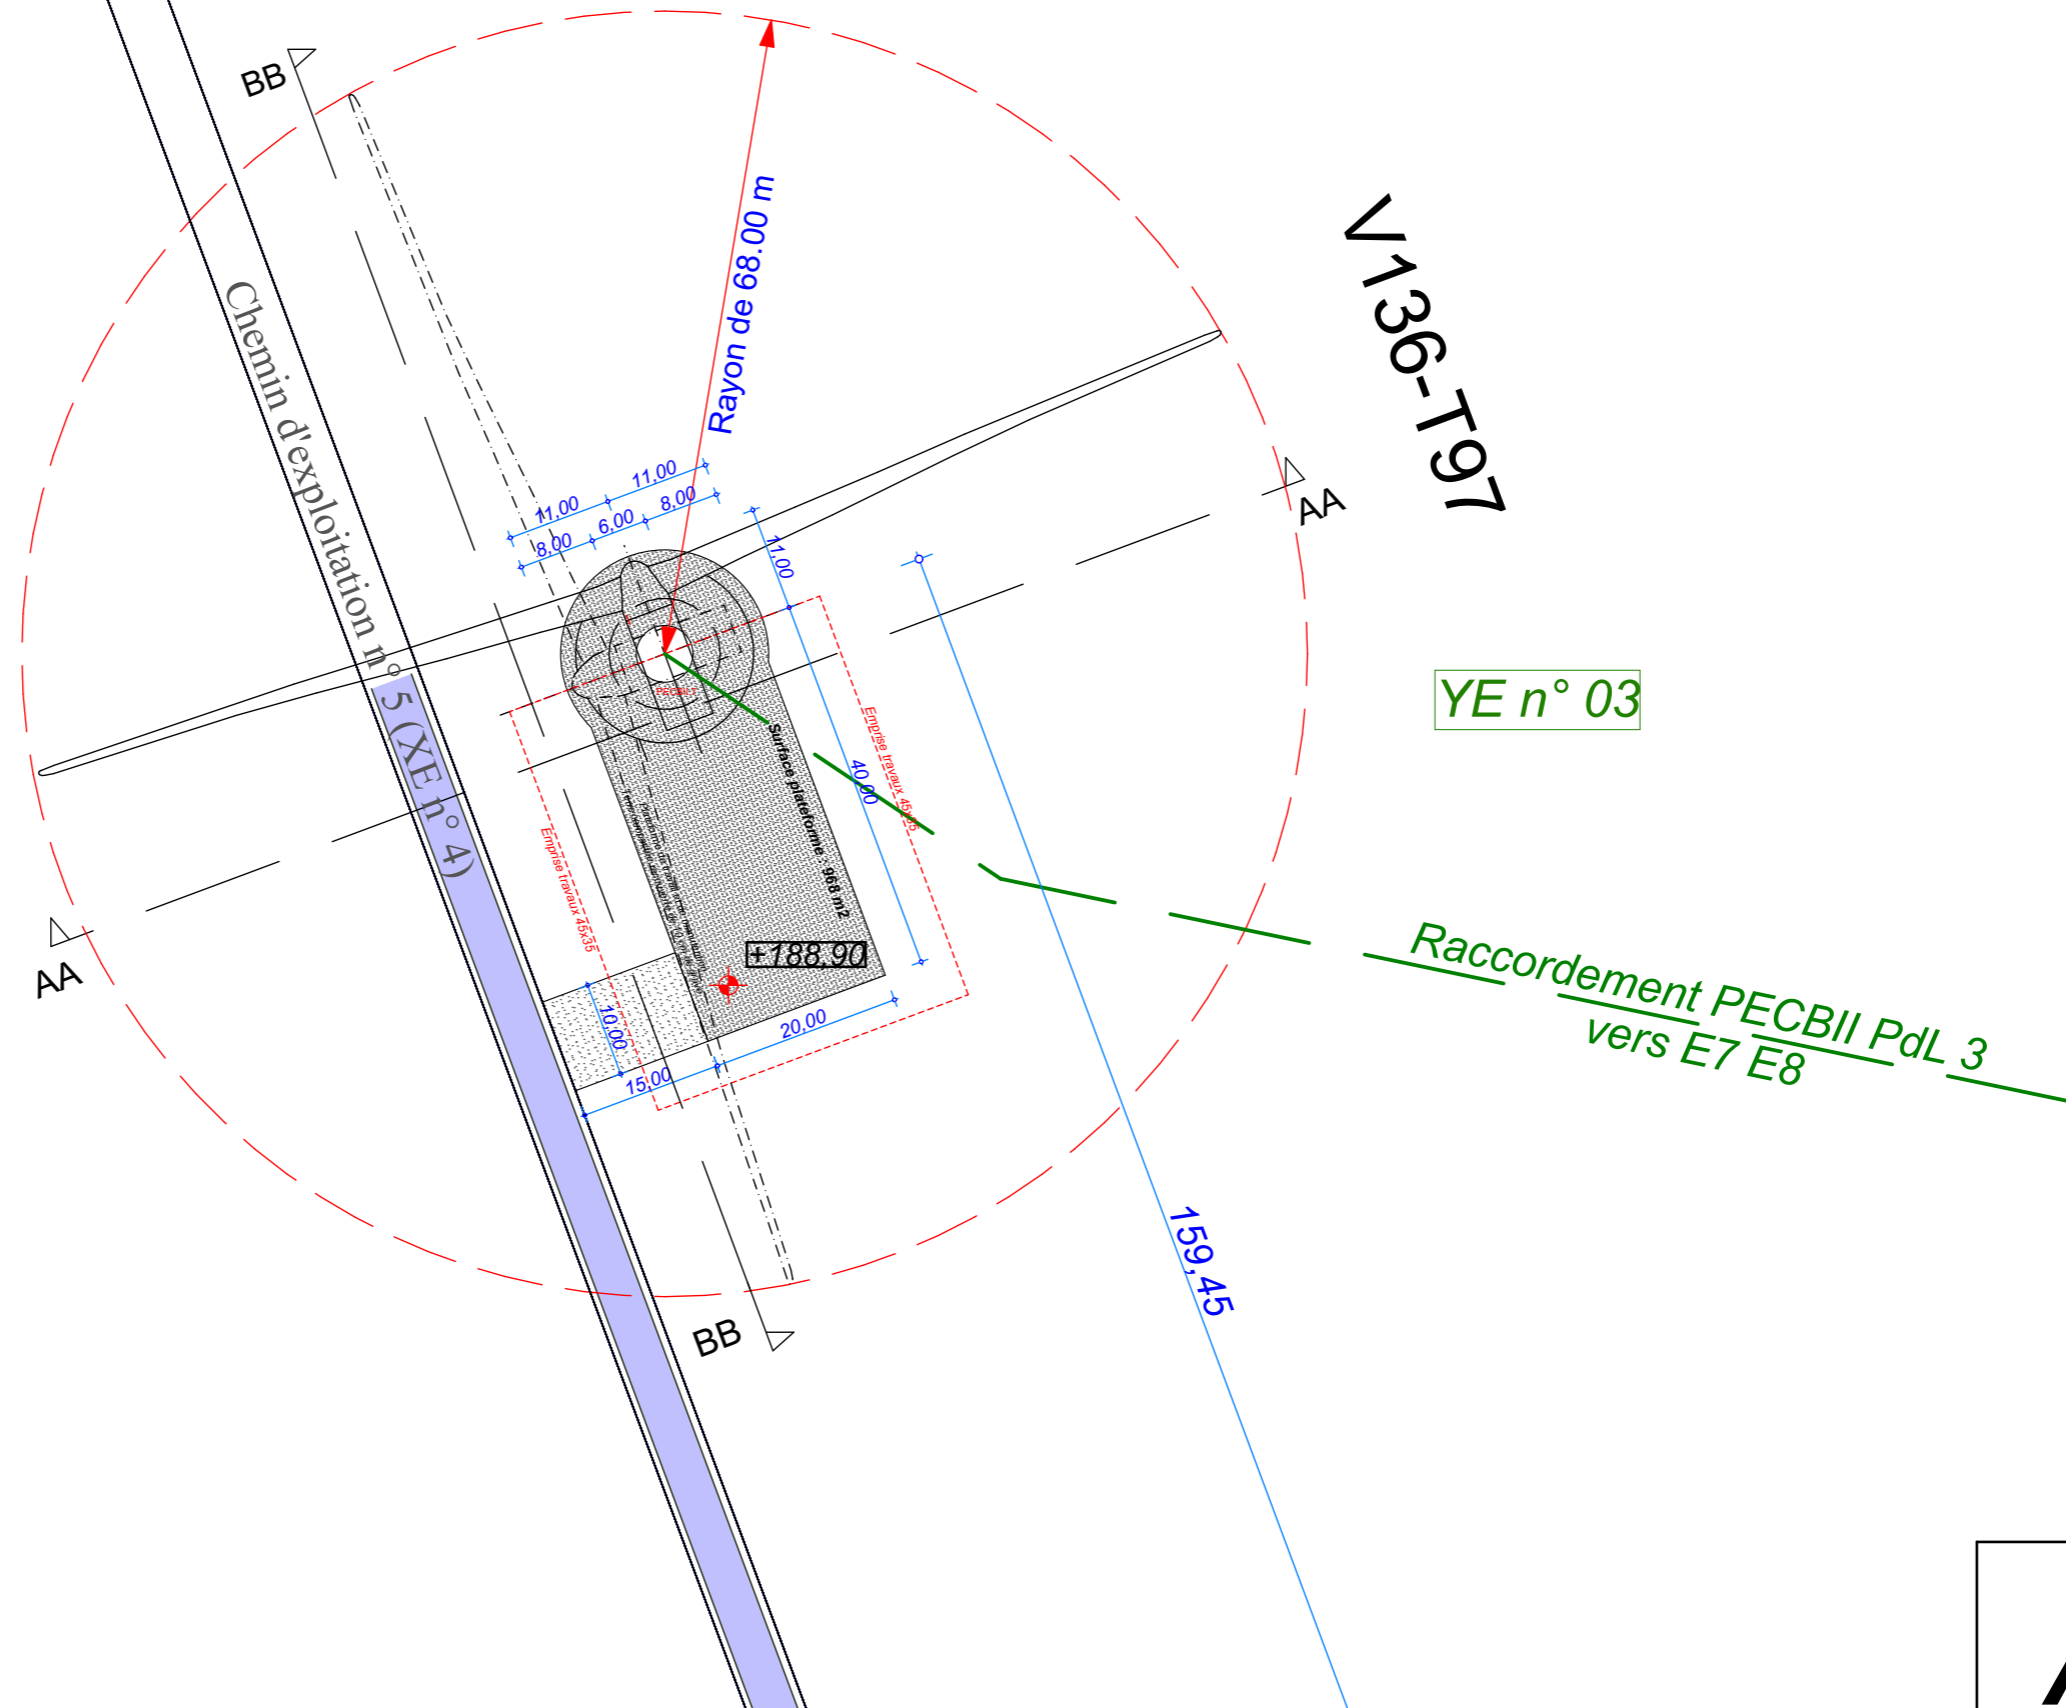 BB
Rayon de 68.00 m
V136-T97
Chemin d'exploitation n° 5 (XE n° 4)
11,00
11,00
8,00
6,00
8,00
11,00
AA
YE n° 03
Surface plateforme : 968 m2
40,00
Emprise travaux 45x35
Emprise travaux 45x35
+188,90
AA
10,00
20,00
15,00
Raccordement PECBII PdL 3
vers E7 E8
159,45
BB